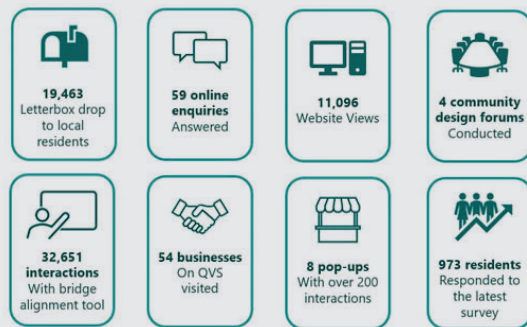 19,463
Letterbox drop
to local
residents
59 online
enquiries
Answered
11,096
Website Views
4 community
design forums
Conducted
32,651
interactions
With bridge
alignment tool
54 businesses
On QVS
visited
8 pop-ups
With over 200
interactions
973 residents
Responded to
the latest
survey